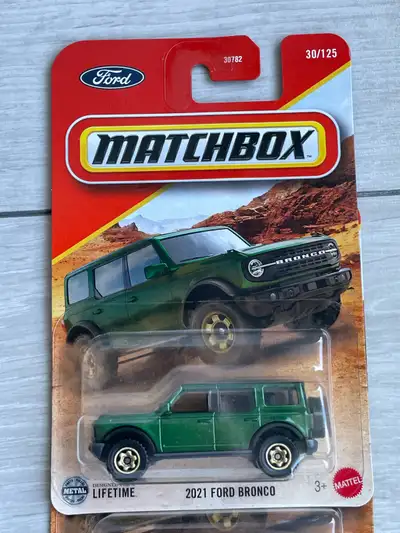 30782
30/125
Ford
MATCHBOX
BRONCO
METAL
LIFETIME
2021 FORD BRONCO
3+
MATTEL